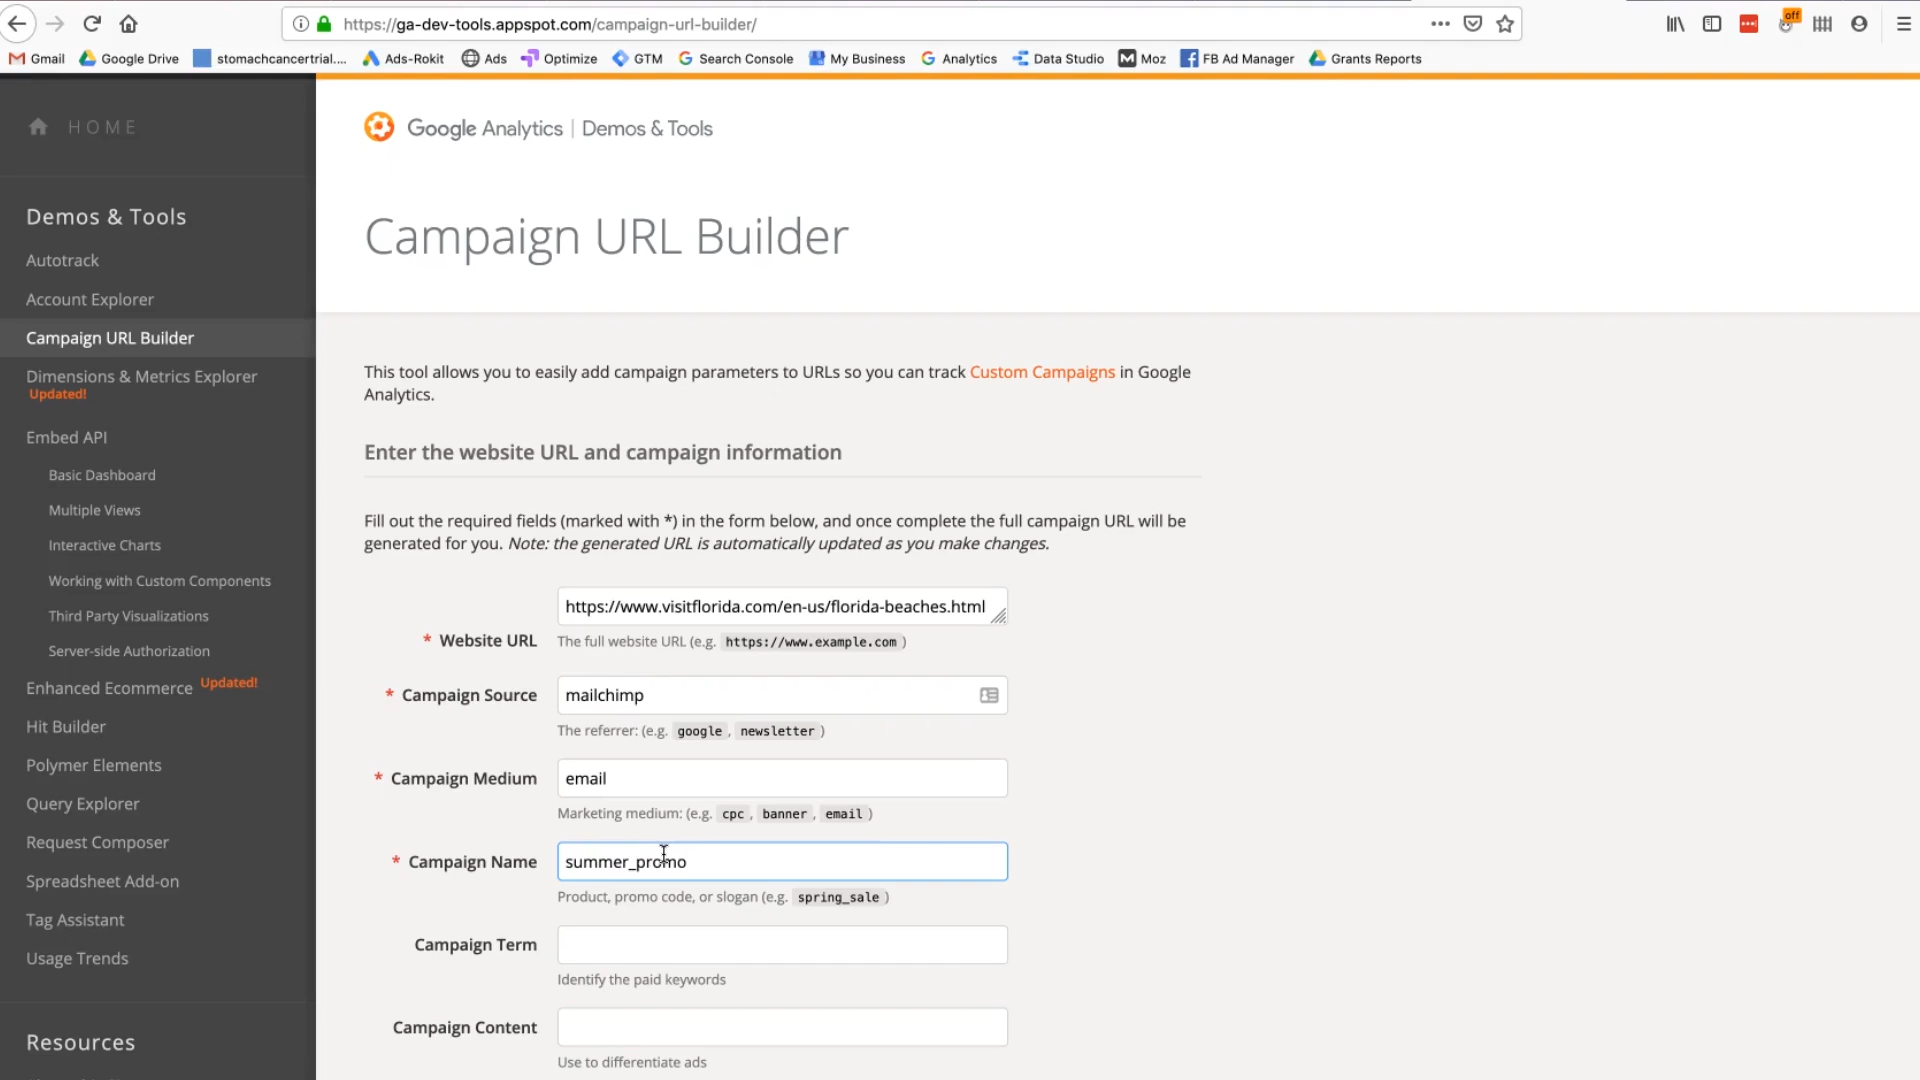 https://ga-dev-tools.appspot.com/campaign-url-builder/
off
Gmail
Google Drive
stomachcancertrial....
Ads-Rokit
Ads
Optimize
GTM
Search Console
My Business
Analytics
Data Studio
Moz
FB Ad Manager
Grants Reports
HOME
Demos & Tools
Autotrack
Account Explorer
Campaign URL Builder
Dimensions & Metrics Explorer
Updated!
Embed API
Basic Dashboard
Multiple Views
Interactive Charts
Working with Custom Components
Third Party Visualizations
Server-side Authorization
Enhanced Ecommerce Updated!
Hit Builder
Polymer Elements
Query Explorer
Request Composer
Spreadsheet Add-on
Tag Assistant
Usage Trends
Resources
Google Analytics | Demos & Tools
Campaign URL Builder
This tool allows you to easily add campaign parameters to URLs so you can track Custom Campaigns in Google
Analytics.
Enter the website URL and campaign information
Fill out the required fields (marked with *) in the form below, and once complete the full campaign URL will be
generated for you. Note: the generated URL is automatically updated as you make changes.
https://www.visitflorida.com/en-us/florida-beaches.html
* Website URL
The full website URL (e.g. https://www.example.com )
* Campaign Source mailchimp
The referrer: (e.g. google , newsletter )
* Campaign Medium email
Marketing medium: (e.g. cpc , banner , email )
* Campaign Name summer_promo
Product, promo code, or slogan (e.g. spring_sale )
Campaign Term
Identify the paid keywords
Campaign Content
Use to differentiate ads